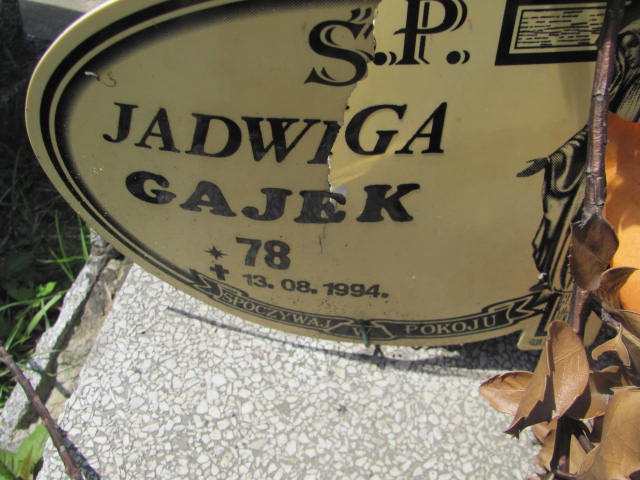 Ś.P.
JADWIGA
GAJEK
* 78
✝ 13. 08. 1994.
SPOCZYWAJ W POKOJU